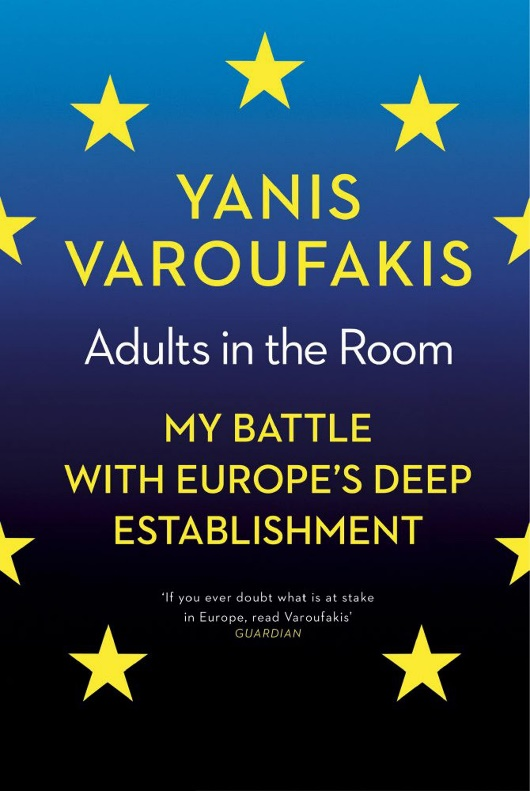 YANIS
VAROUFAKIS
Adults in the Room
MY BATTLE
WITH EUROPE’S DEEP
ESTABLISHMENT
‘If you ever doubt what is at stake
in Europe, read Varoufakis’
GUARDIAN